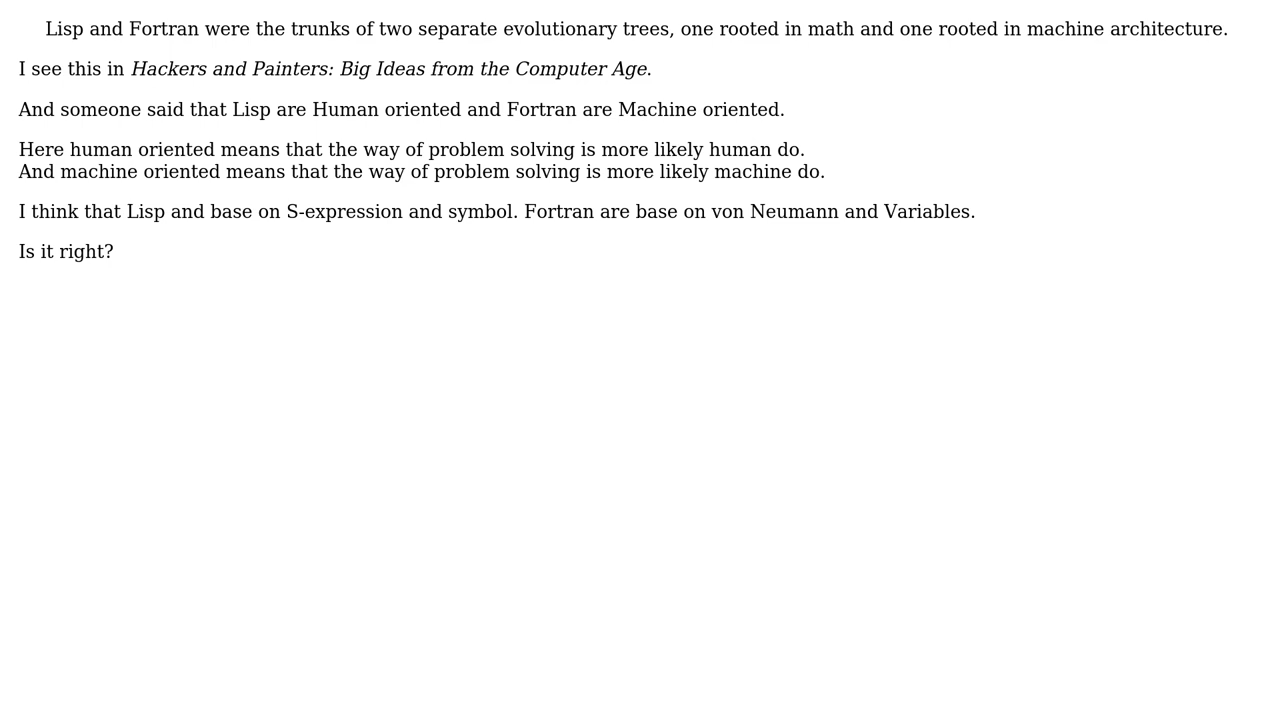 Lisp and Fortran were the trunks of two separate evolutionary trees, one rooted in math and one rooted in machine architecture.
I see this in Hackers and Painters: Big Ideas from the Computer Age.
And someone said that Lisp are Human oriented and Fortran are Machine oriented.
Here human oriented means that the way of problem solving is more likely human do.
And machine oriented means that the way of problem solving is more likely machine do.
I think that Lisp and base on S-expression and symbol. Fortran are base on von Neumann and Variables.
Is it right?